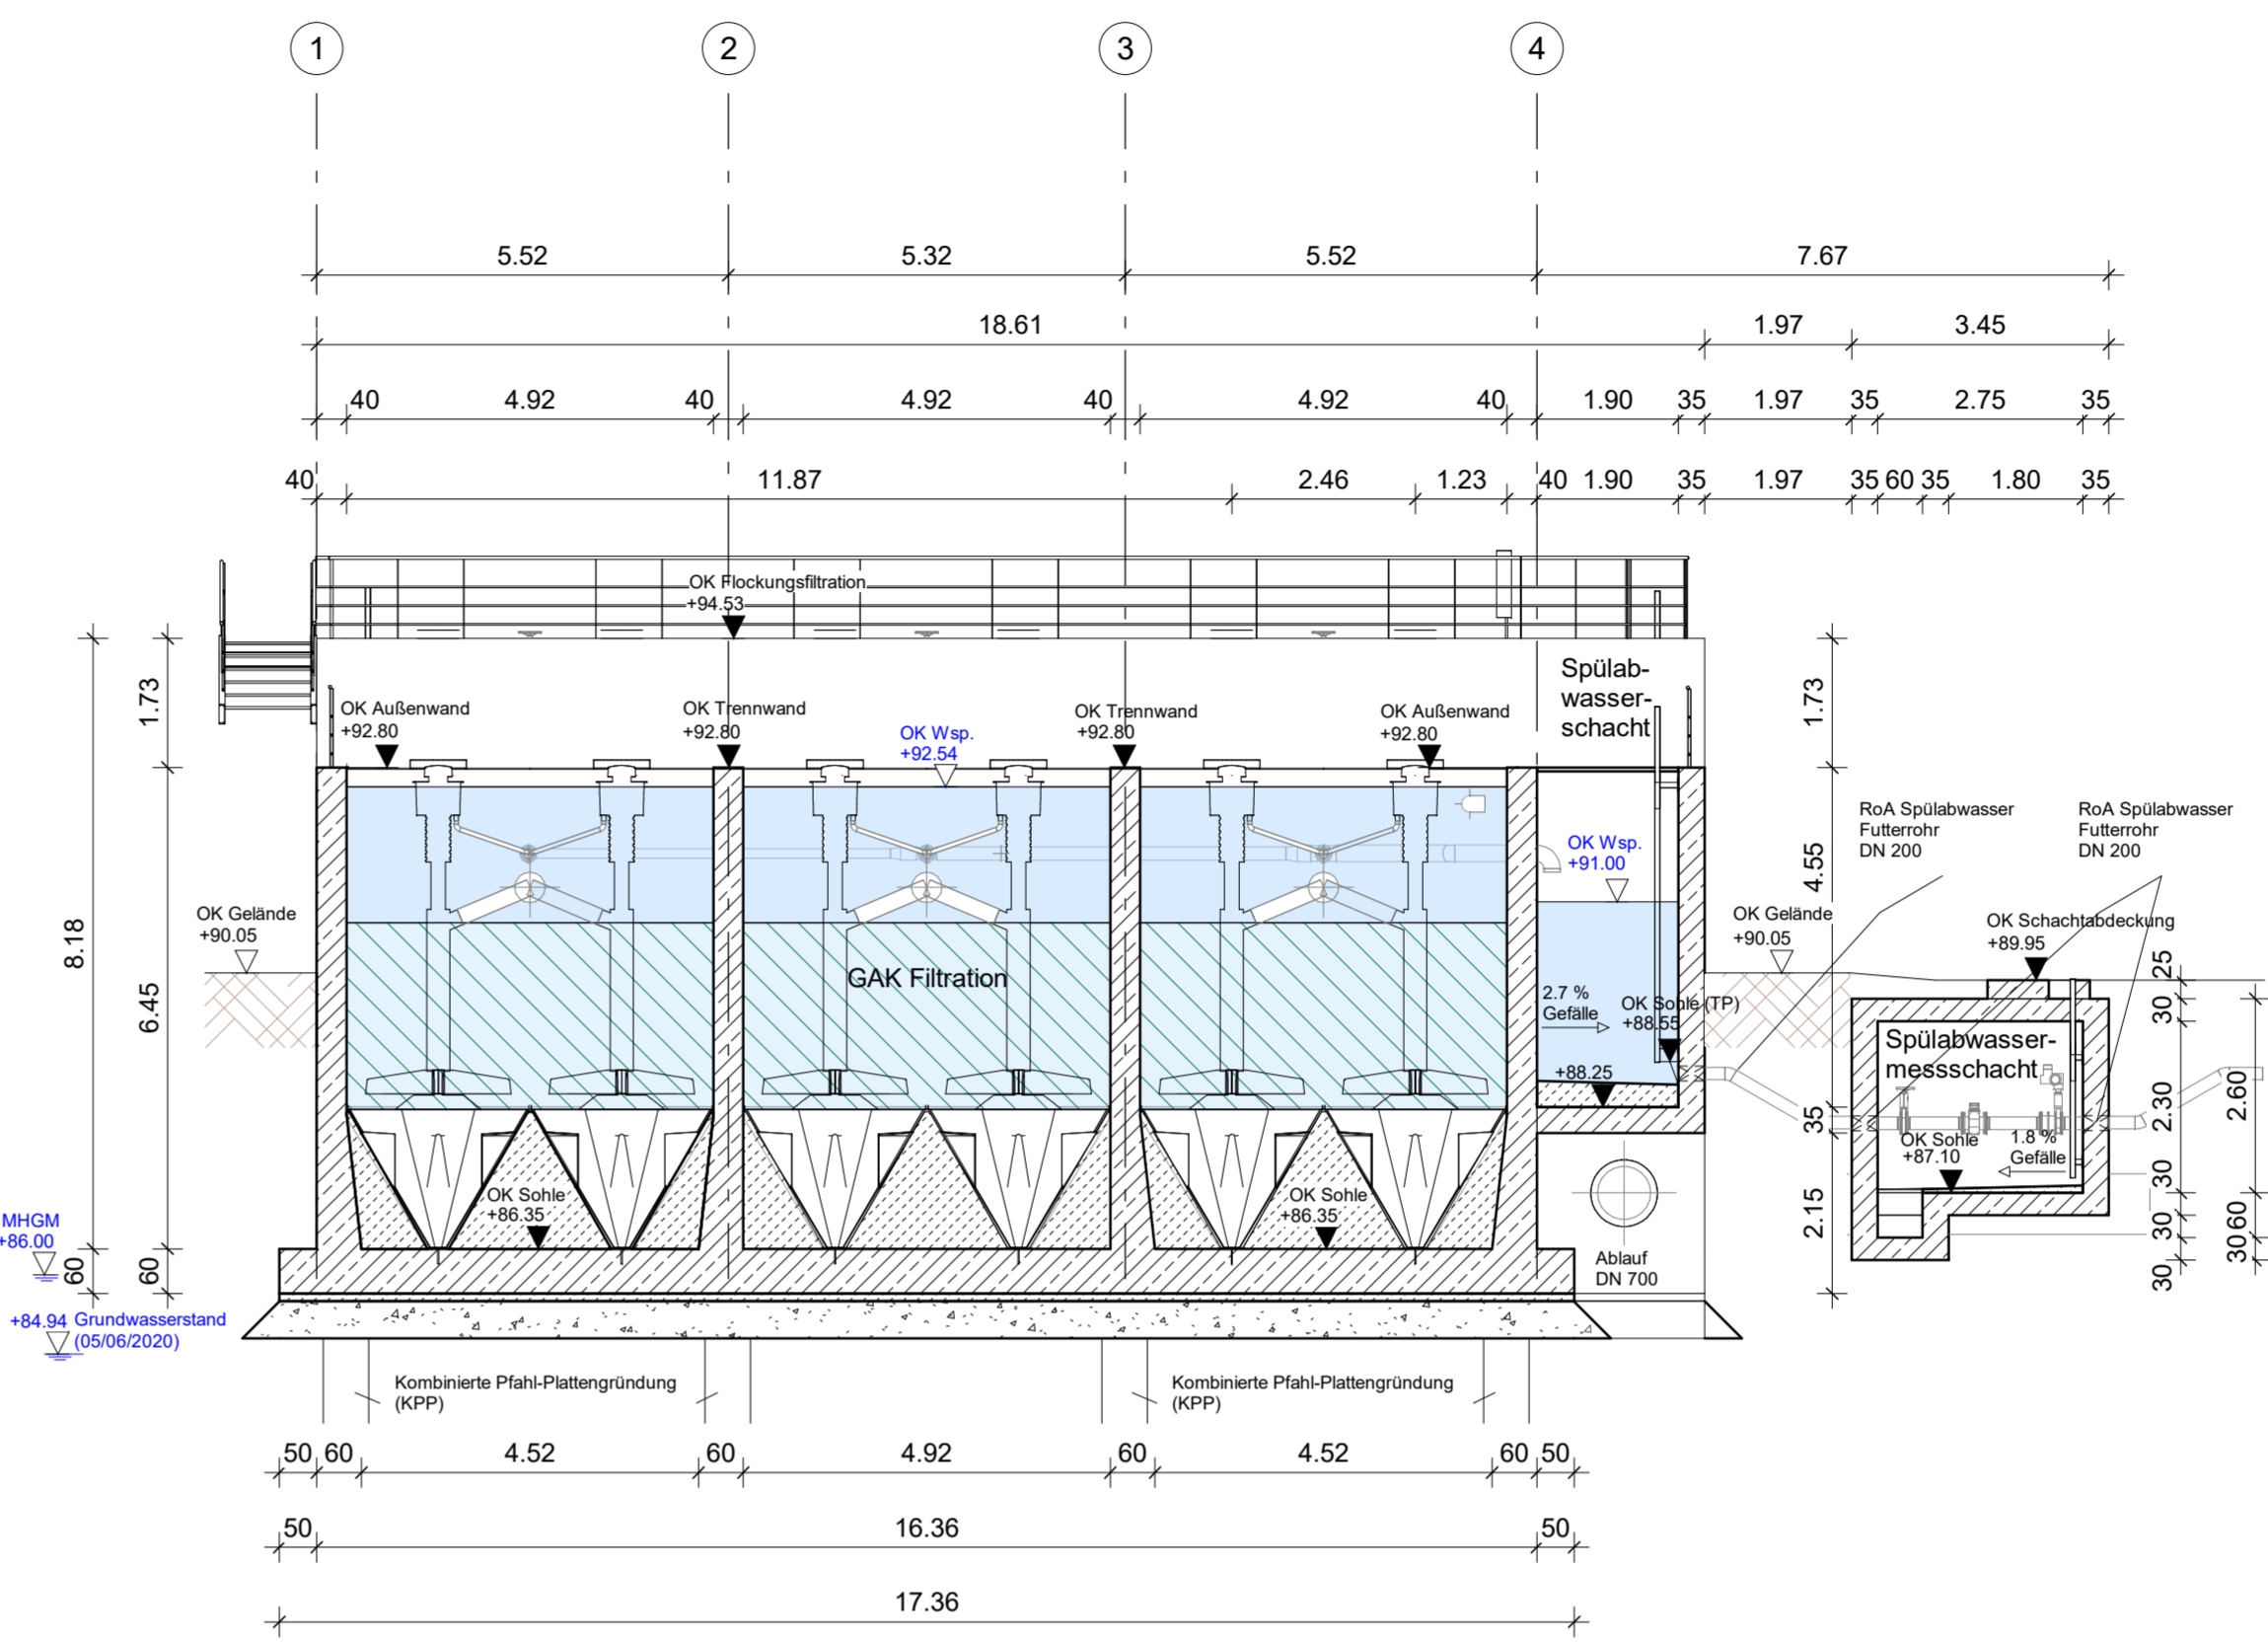 1
2
3
4
5.52
5.32
5.52
7.67
18.61
1.97
3.45
40
4.92
40
4.92
40
4.92
40
1.90
35
1.97
35
2.75
35
40
11.87
2.46
1.23
40
1.90
35
1.97
35
60
35
1.80
35
OK Flockungsfiltration
+94.53
Spülab-
wasser-
schacht
1.73
1.73
OK Außenwand
+92.80
OK Trennwand
+92.80
OK Wsp.
+92.54
OK Trennwand
+92.80
OK Außenwand
+92.80
OK Wsp.
+91.00
RoA Spülabwasser
Futterrohr
DN 200
RoA Spülabwasser
Futterrohr
DN 200
4.55
OK Gelände
+90.05
OK Gelände
+90.05
OK Schachtabdeckung
+89.95
8.18
6.45
GAK Filtration
2.7 %
Gefälle
OK Sohle (TP)
+88.55
+88.25
Spülabwasser-
messschacht
25
30
2.30
2.60
35
OK Sohle
+87.10
1.8 %
Gefälle
30
OK Sohle
+86.35
OK Sohle
+86.35
2.15
60
30
30
30
MHGM
+86.00
60
60
Ablauf
DN 700
+84.94 Grundwasserstand
(05/06/2020)
Kombinierte Pfahl-Plattengründung
(KPP)
Kombinierte Pfahl-Plattengründung
(KPP)
50
60
4.52
60
4.92
60
4.52
60
50
50
16.36
50
17.36